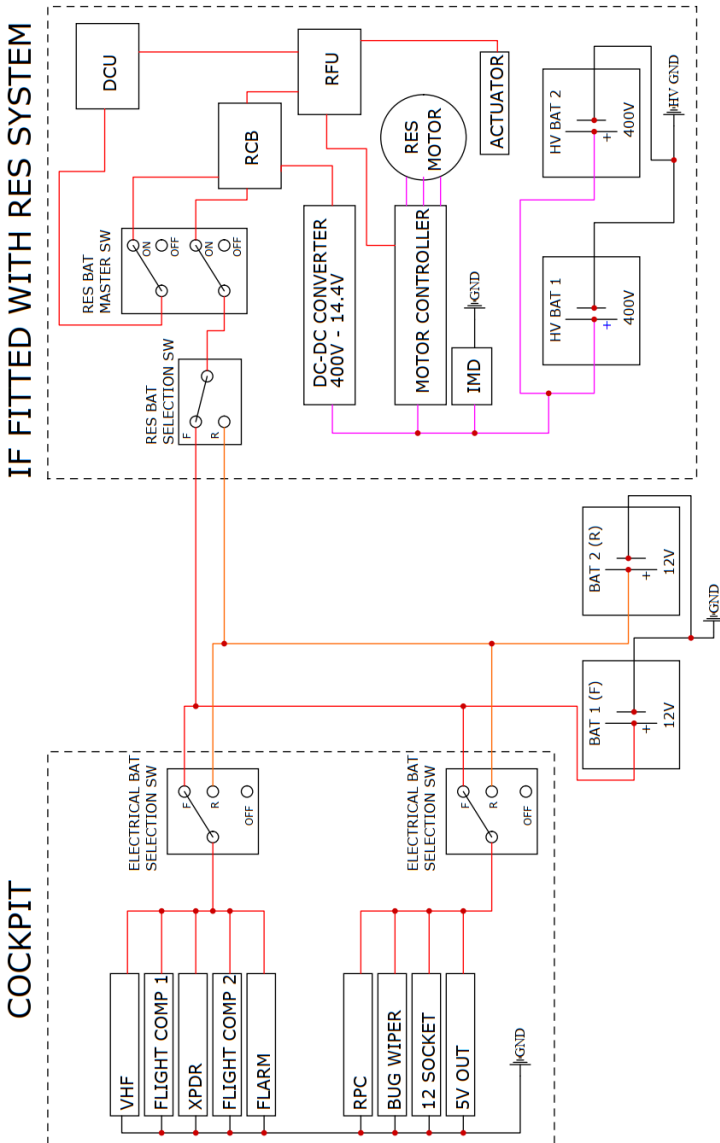 IF FITTED WITH RES SYSTEM
DCU
RFU
ACTUATOR
RCB
RES
MOTOR
HV BAT 2
+
400V
HV GND
RES BAT
MASTER SW
ON
OFF
ON
OFF
DC-DC CONVERTER
400V - 14.4V
MOTOR CONTROLLER
IMD
GND
HV BAT 1
+
400V
RES BAT
SELECTION SW
F
R
BAT 2 (R)
+
12V
BAT 1 (F)
+
12V
GND
COCKPIT
ELECTRICAL BAT
SELECTION SW
F
R
OFF
ELECTRICAL BAT
SELECTION SW
F
R
OFF
VHF
FLIGHT COMP 1
XPDR
FLIGHT COMP 2
FLARM
RPC
BUG WIPER
12 SOCKET
5V OUT
GND